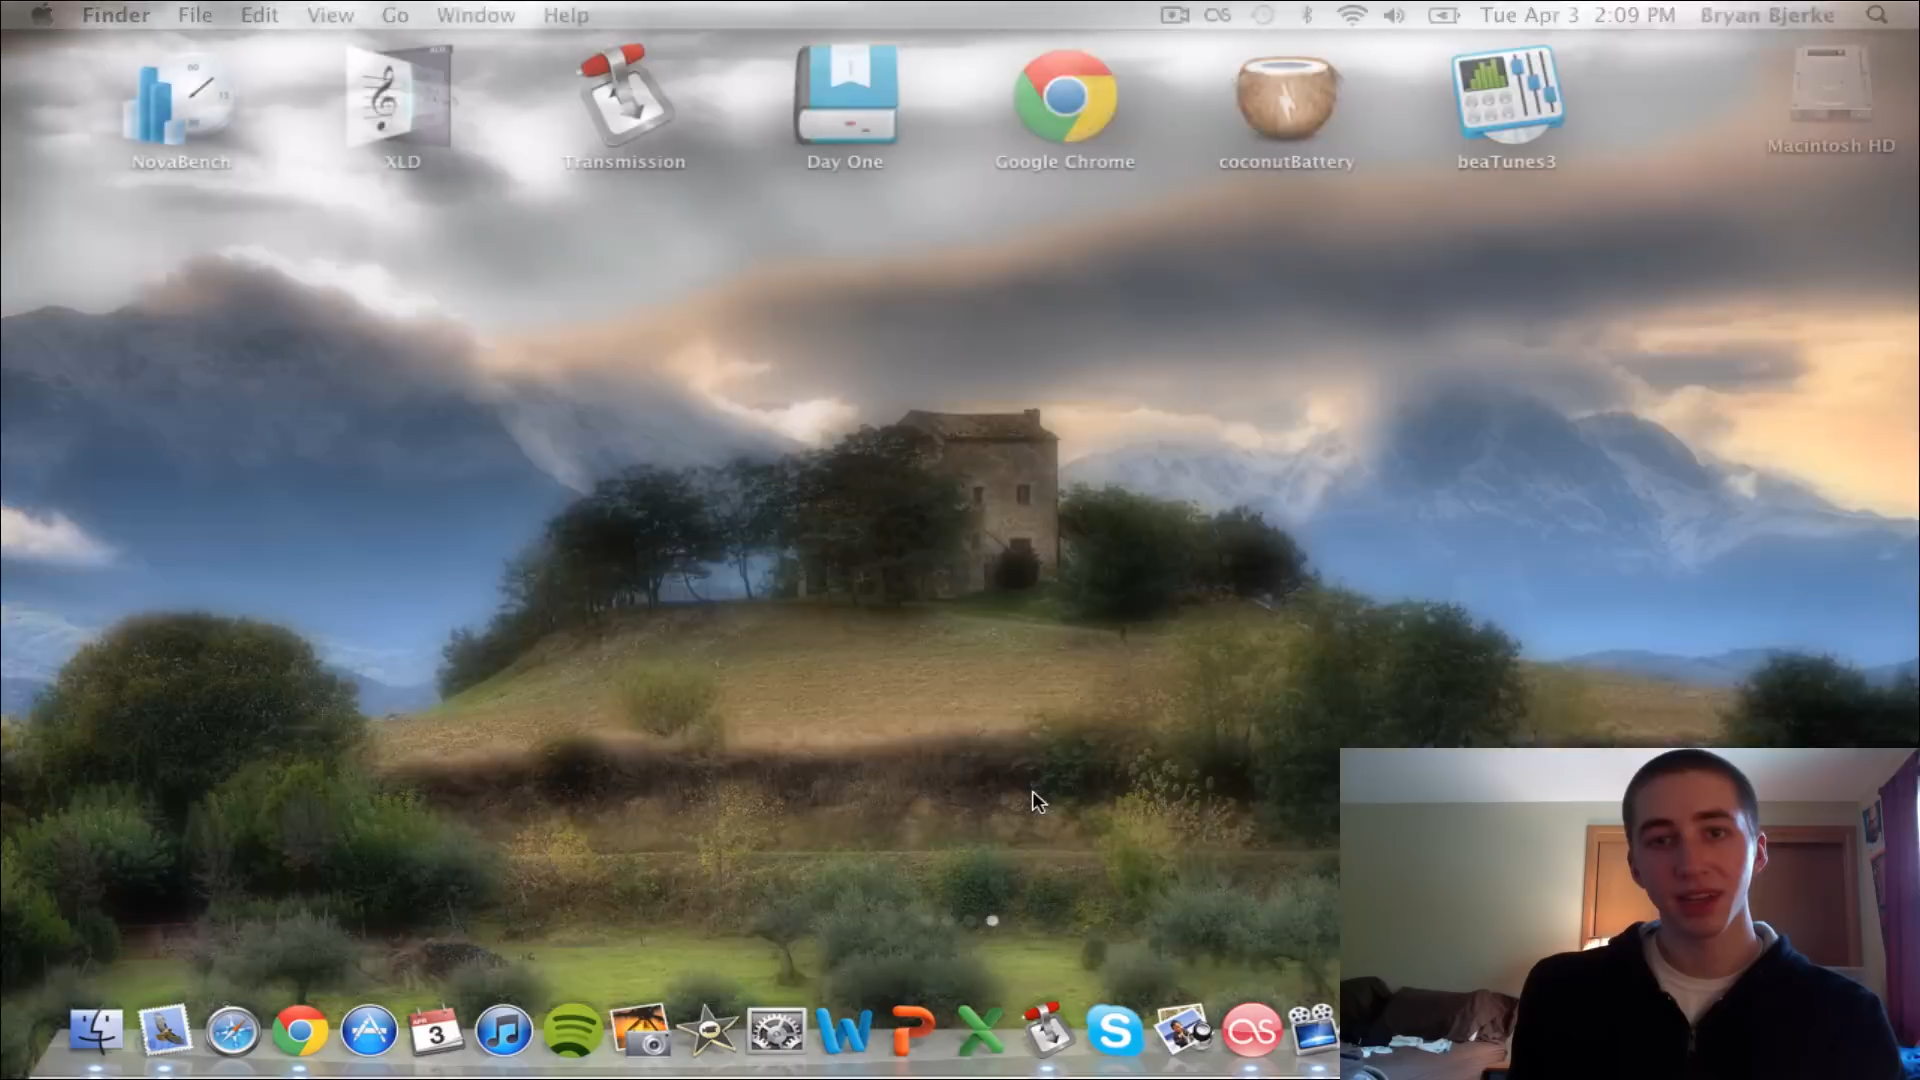 Finder File Edit View Go Window Help Tue Apr 3 2:09 PM Bryan Bjerke
NovaBench XLD Transmission Day One Google Chrome coconutBattery beaTunes3 Macintosh HD
APR
3